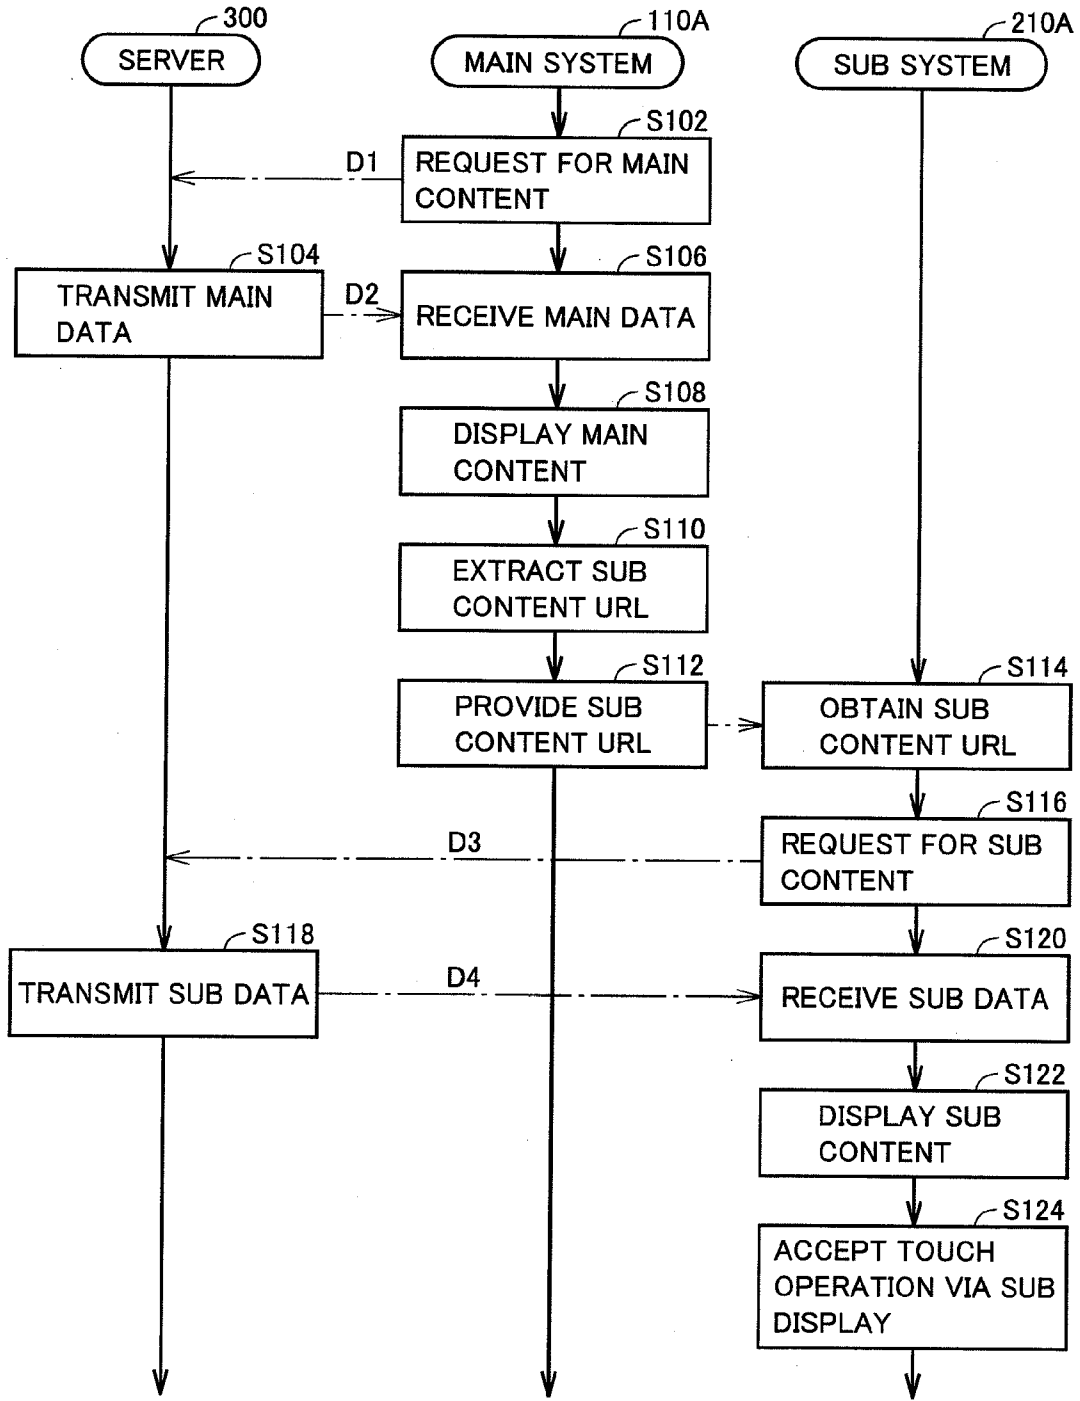 300
SERVER
110A
MAIN SYSTEM
210A
SUB SYSTEM
S102
REQUEST FOR MAIN
CONTENT
D1
S104
TRANSMIT MAIN
DATA
D2
S106
RECEIVE MAIN DATA
S108
DISPLAY MAIN
CONTENT
S110
EXTRACT SUB
CONTENT URL
S112
PROVIDE SUB
CONTENT URL
S114
OBTAIN SUB
CONTENT URL
S116
REQUEST FOR SUB
CONTENT
D3
S118
TRANSMIT SUB DATA
D4
S120
RECEIVE SUB DATA
S122
DISPLAY SUB
CONTENT
S124
ACCEPT TOUCH
OPERATION VIA SUB
DISPLAY